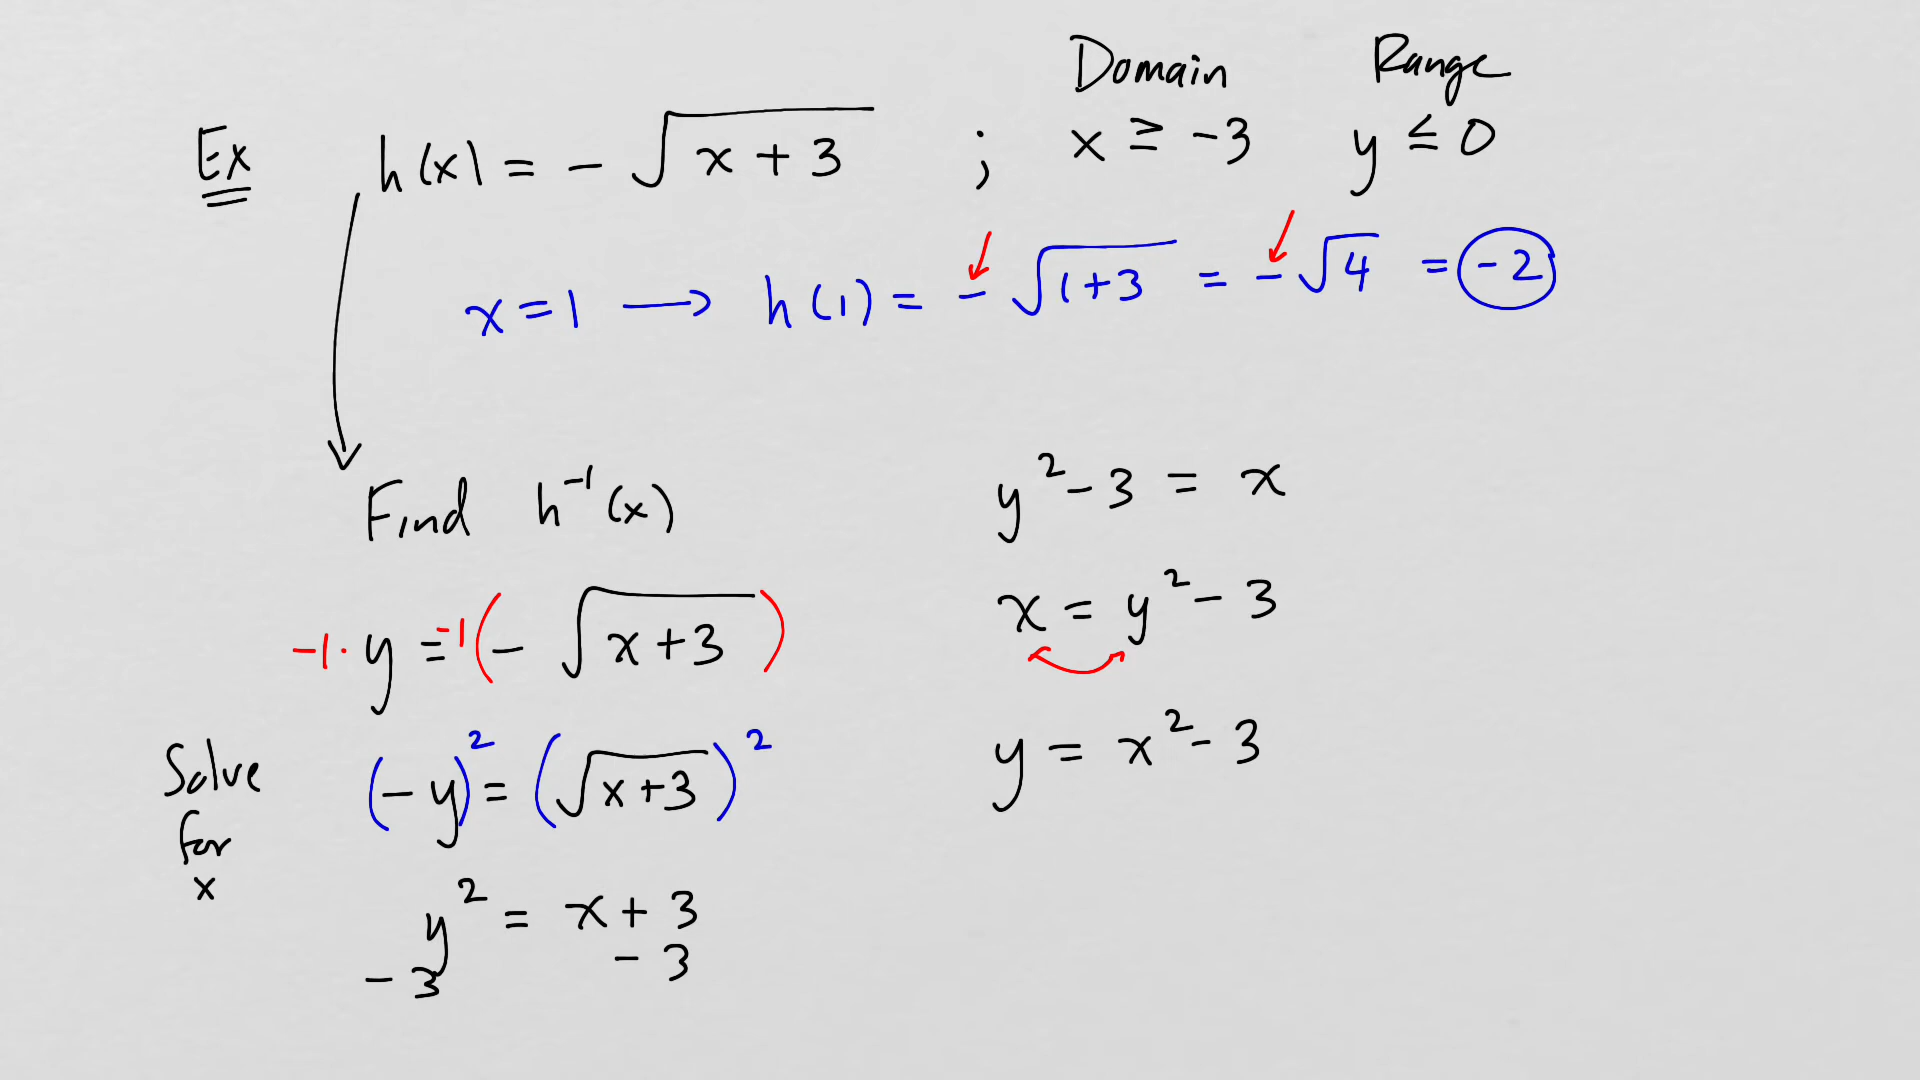 Domain Range
Ex h(x) = - √(x + 3) ; x ≥ -3 y ≤ 0
x = 1 → h(1) = - √(1+3) = - √4 = -2
Find h⁻¹(x)
-1 · y = -1 (- √(x+3))
Solve for x
(-y)² = (√(x+3))²
y² = x + 3
- 3 - 3
y² - 3 = x
x = y² - 3
y = x² - 3